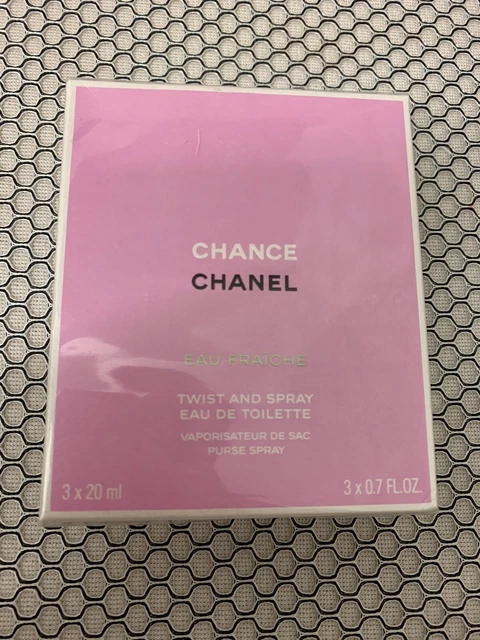 CHANCE
CHANEL
EAU FRAÎCHE
TWIST AND SPRAY
EAU DE TOILETTE
VAPORISATEUR DE SAC
PURSE SPRAY
3 x 20 ml
3 x 0.7 FL.OZ.